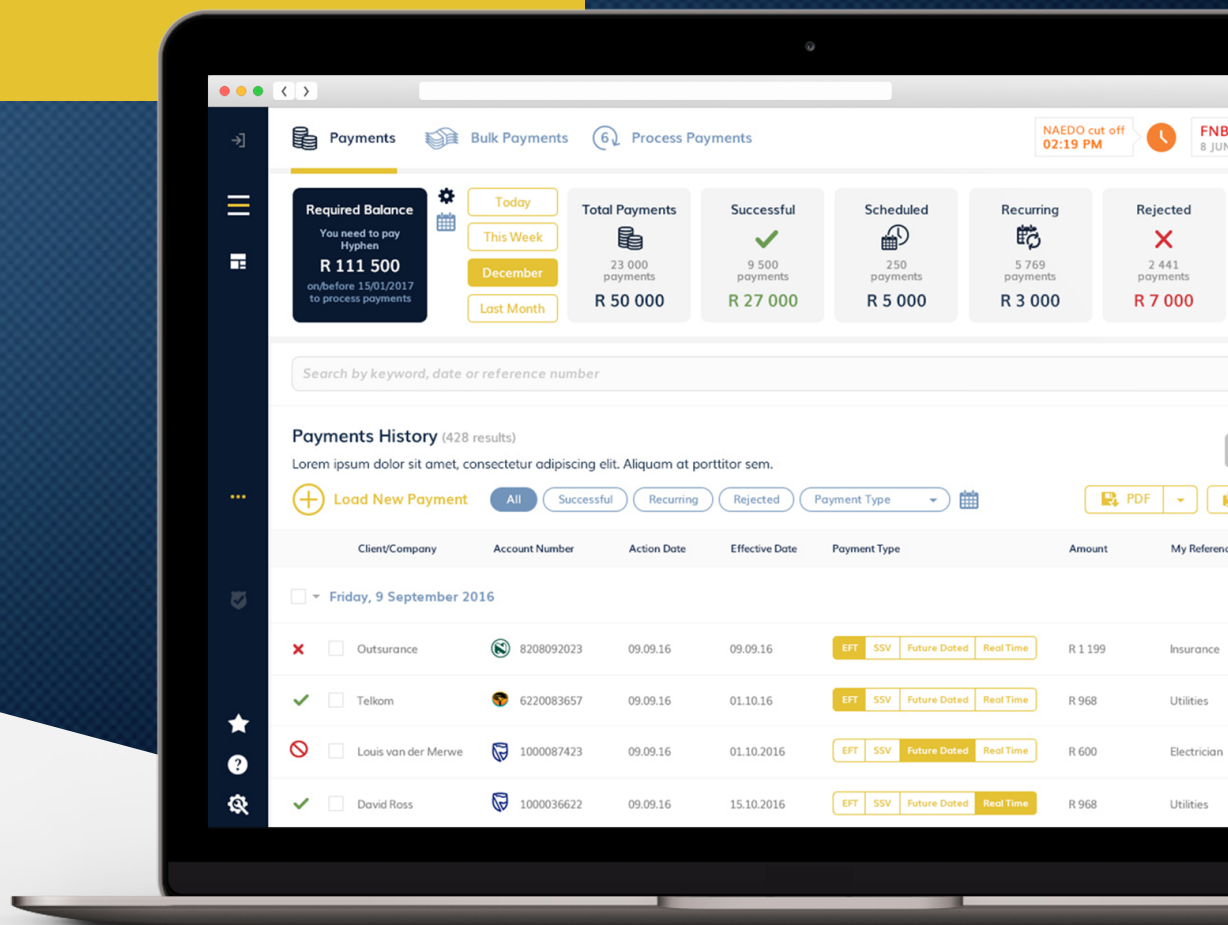 Payments
Bulk Payments
6
Process Payments
NAEDO cut off
02:19 PM
FNB
8 JUN
Required Balance
You need to pay
Hyphen
R 111 500
on/before 15/01/2017
to process payments
Today
This Week
December
Last Month
Total Payments
23 000
payments
R 50 000
Successful
9 500
payments
R 27 000
Scheduled
250
payments
R 5 000
Recurring
5 769
payments
R 3 000
Rejected
2 441
payments
R 7 000
Search by keyword, date or reference number
Payments History (428 results)
Lorem ipsum dolor sit amet, consectetur adipiscing elit. Aliquam at porttitor sem.
Load New Payment All Successful Recurring Rejected Payment Type PDF
Client/Company Account Number Action Date Effective Date Payment Type Amount My Referenc
Friday, 9 September 2016
Outsurance 8208092023 09.09.16 09.09.16 EFT SSV Future Dated Real Time R 1 199 Insurance
Telkom 6220083657 09.09.16 01.10.16 EFT SSV Future Dated Real Time R 968 Utilities
Louis van der Merwe 1000087423 09.09.16 01.10.2016 EFT SSV Future Dated Real Time R 600 Electrician
?
David Ross 1000036622 09.09.16 15.10.2016 EFT SSV Future Dated Real Time R 968 Utilities